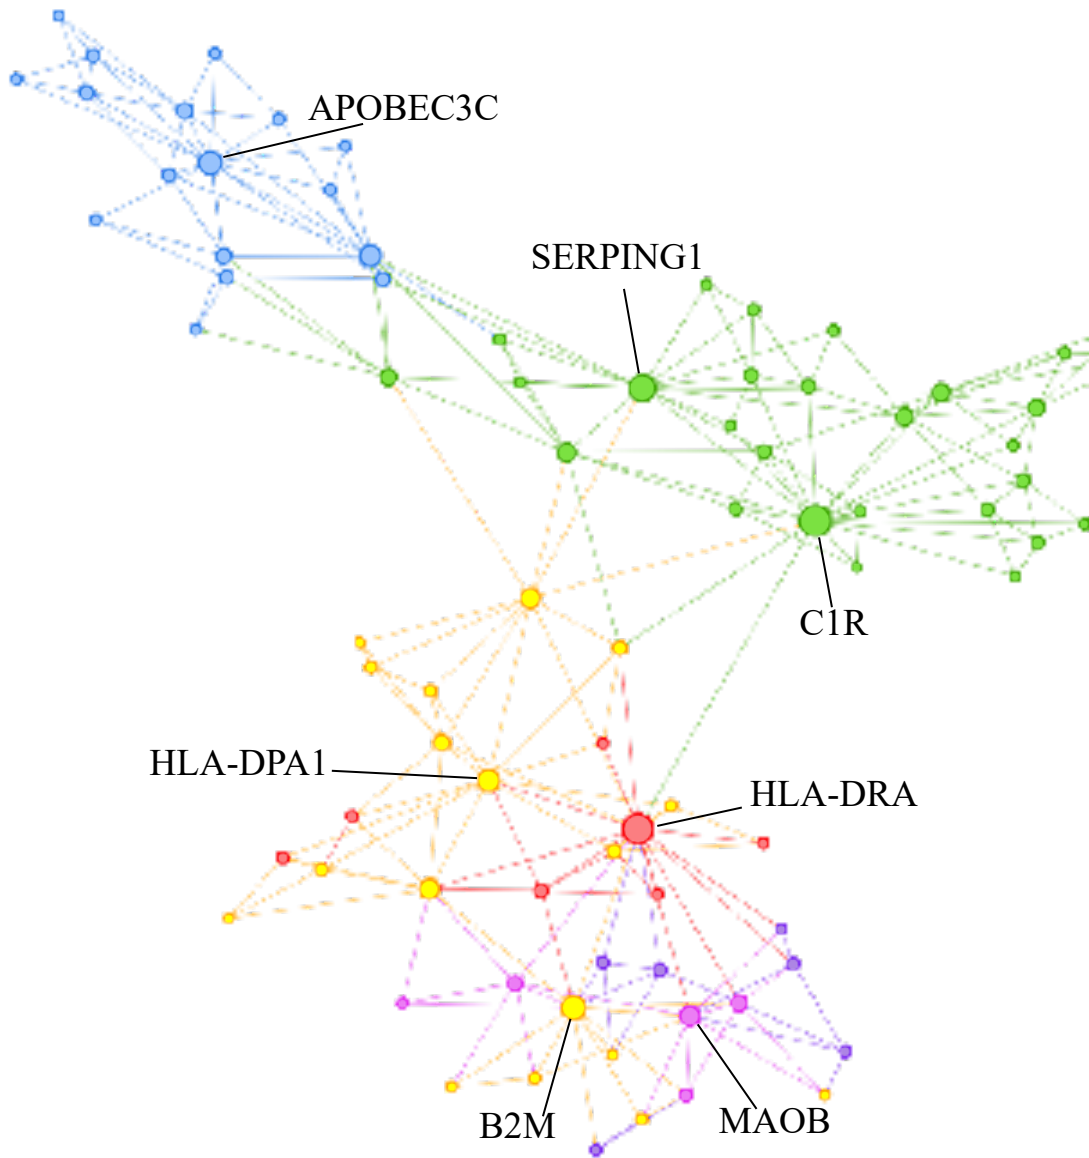 APOBEC3C
SERPING1
C1R
HLA-DPA1
HLA-DRA
B2M
MAOB